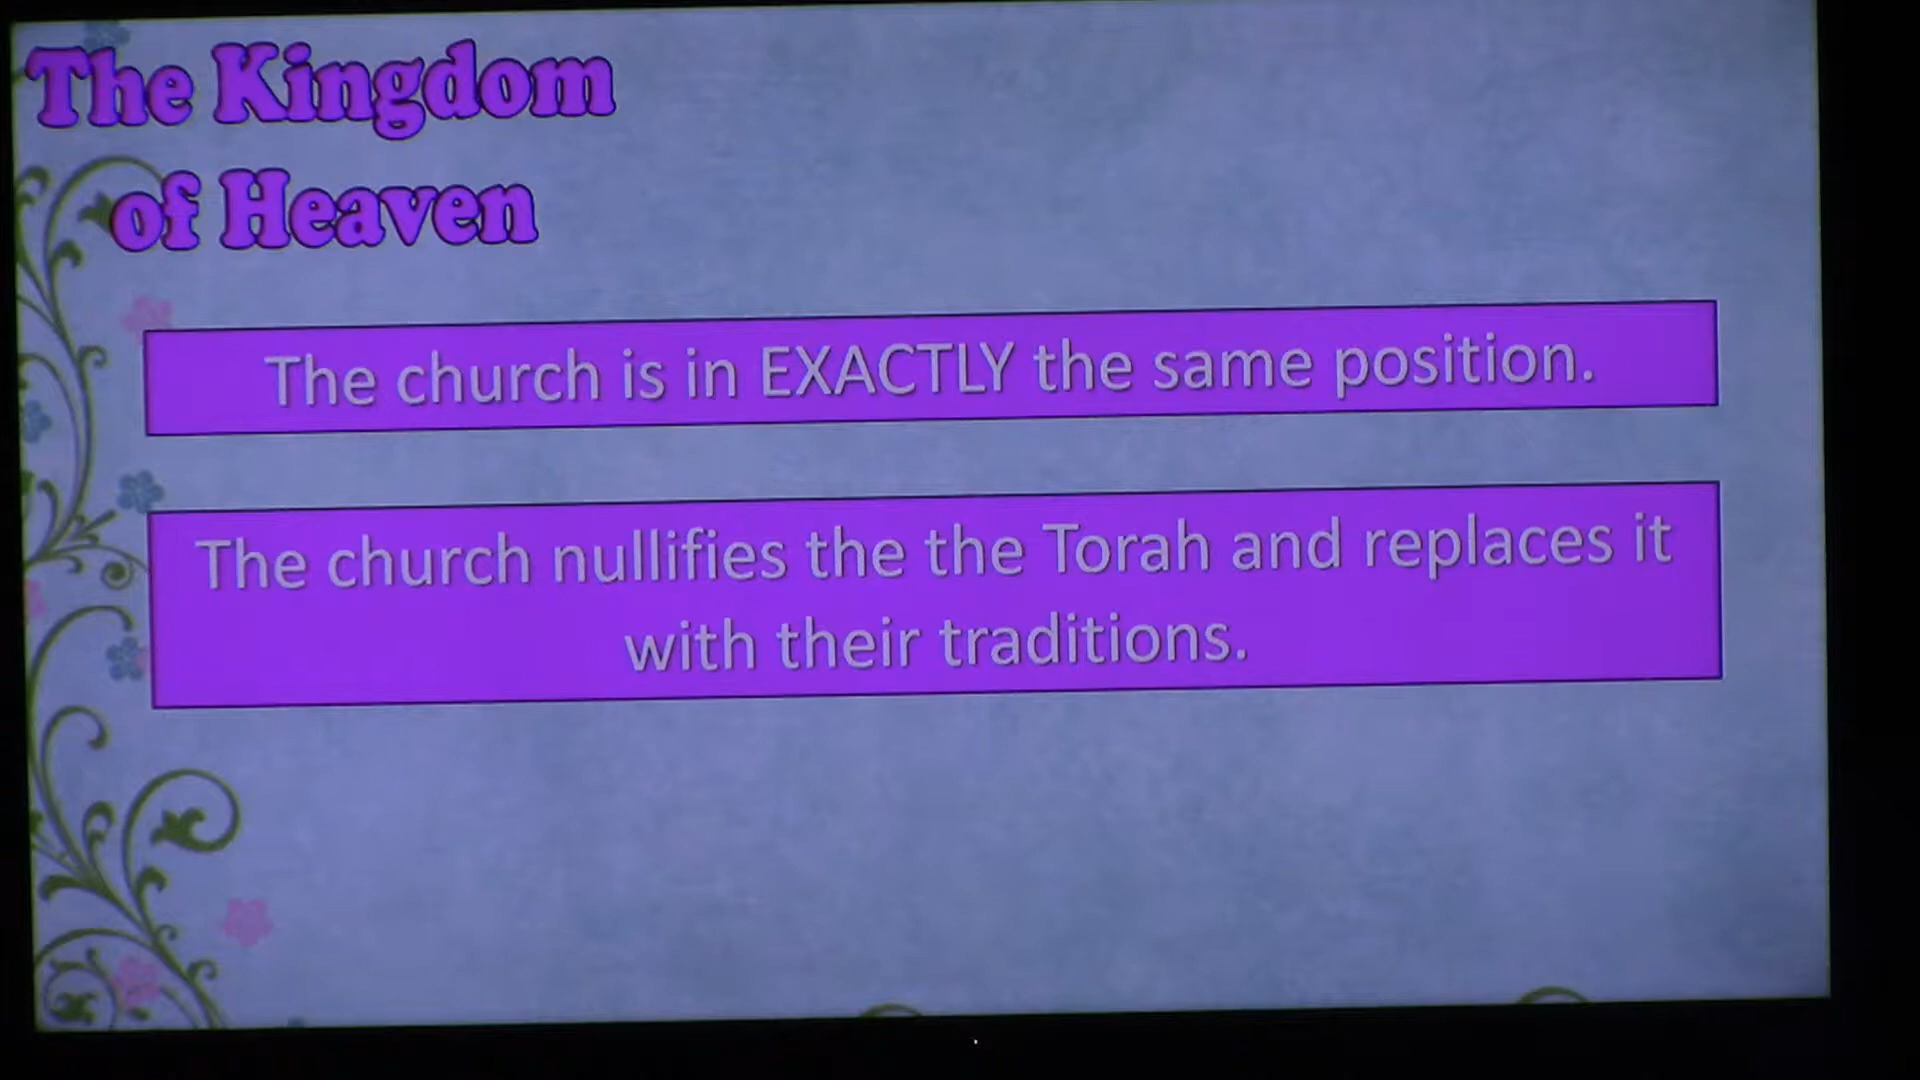 The Kingdom
of Heaven
The church is in EXACTLY the same position.
The church nullifies the the Torah and replaces it
with their traditions.